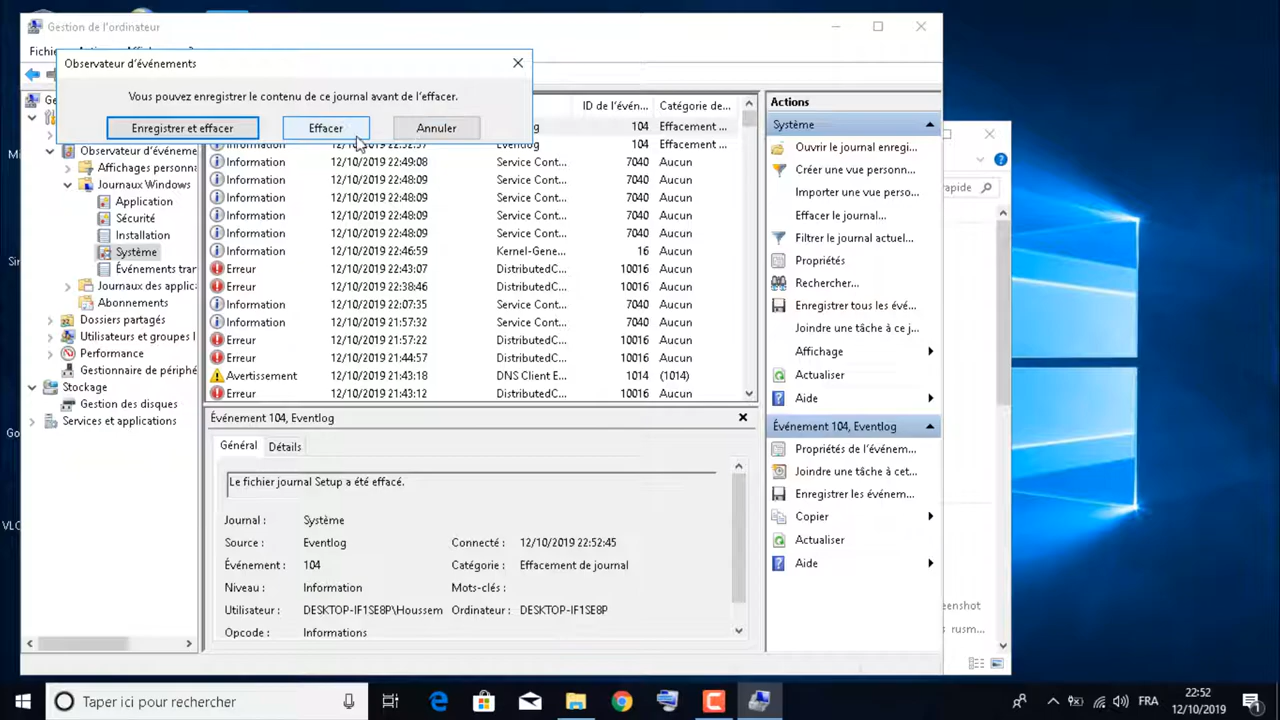 Gestion de l'ordinateur
Fichie
Affichage ?
Observateur d'événements
Vous pouvez enregistrer le contenu de ce journal avant de l'effacer.
Enregistrer et effacer
Effacer
Annuler
Observateur d'événeme
Affichages personna
Journaux Windows
Application
Sécurité
Installation
Système
Événements tran
Journaux des applic
Abonnements
Dossiers partagés
Utilisateurs et groupes l
Performance
Gestionnaire de périphé
Stockage
Gestion des disques
Services et applications
ID de l'évén... Catégorie de...
104 Effacement ...
104 Effacement ...
Information 12/10/2019 22:49:08 Service Cont... 7040 Aucun
Information 12/10/2019 22:48:09 Service Cont... 7040 Aucun
Information 12/10/2019 22:48:09 Service Cont... 7040 Aucun
Information 12/10/2019 22:48:09 Service Cont... 7040 Aucun
Information 12/10/2019 22:48:09 Service Cont... 7040 Aucun
Information 12/10/2019 22:46:59 Kernel-Gene... 16 Aucun
Erreur 12/10/2019 22:43:07 DistributedC... 10016 Aucun
Erreur 12/10/2019 22:38:46 DistributedC... 10016 Aucun
Information 12/10/2019 22:07:35 Service Cont... 7040 Aucun
Information 12/10/2019 21:57:32 Service Cont... 7040 Aucun
Erreur 12/10/2019 21:57:22 DistributedC... 10016 Aucun
Erreur 12/10/2019 21:44:57 DistributedC... 10016 Aucun
Avertissement 12/10/2019 21:43:18 DNS Client E... 1014 (1014)
Erreur 12/10/2019 21:43:12 DistributedC... 10016 Aucun
Événement 104, Eventlog
Général Détails
Le fichier journal Setup a été effacé.
Journal : Système
Source : Eventlog Connecté : 12/10/2019 22:52:45
Événement : 104 Catégorie : Effacement de journal
Niveau : Information Mots-clés :
Utilisateur : DESKTOP-IF1SE8P\Houssem Ordinateur : DESKTOP-IF1SE8P
Opcode : Informations
Actions
Système
Ouvrir le journal enregi...
Créer une vue personn...
Importer une vue perso...
Effacer le journal...
Filtrer le journal actuel...
Propriétés
Rechercher...
Enregistrer tous les évé...
Joindre une tâche à ce j...
Affichage
Actualiser
Aide
Événement 104, Eventlog
Propriétés de l'événem...
Joindre une tâche à cet...
Enregistrer les événem...
Copier
Actualiser
Aide
rapide
eenshot
s rusm...
Taper ici pour rechercher
FRA
22:52
12/10/2019
1